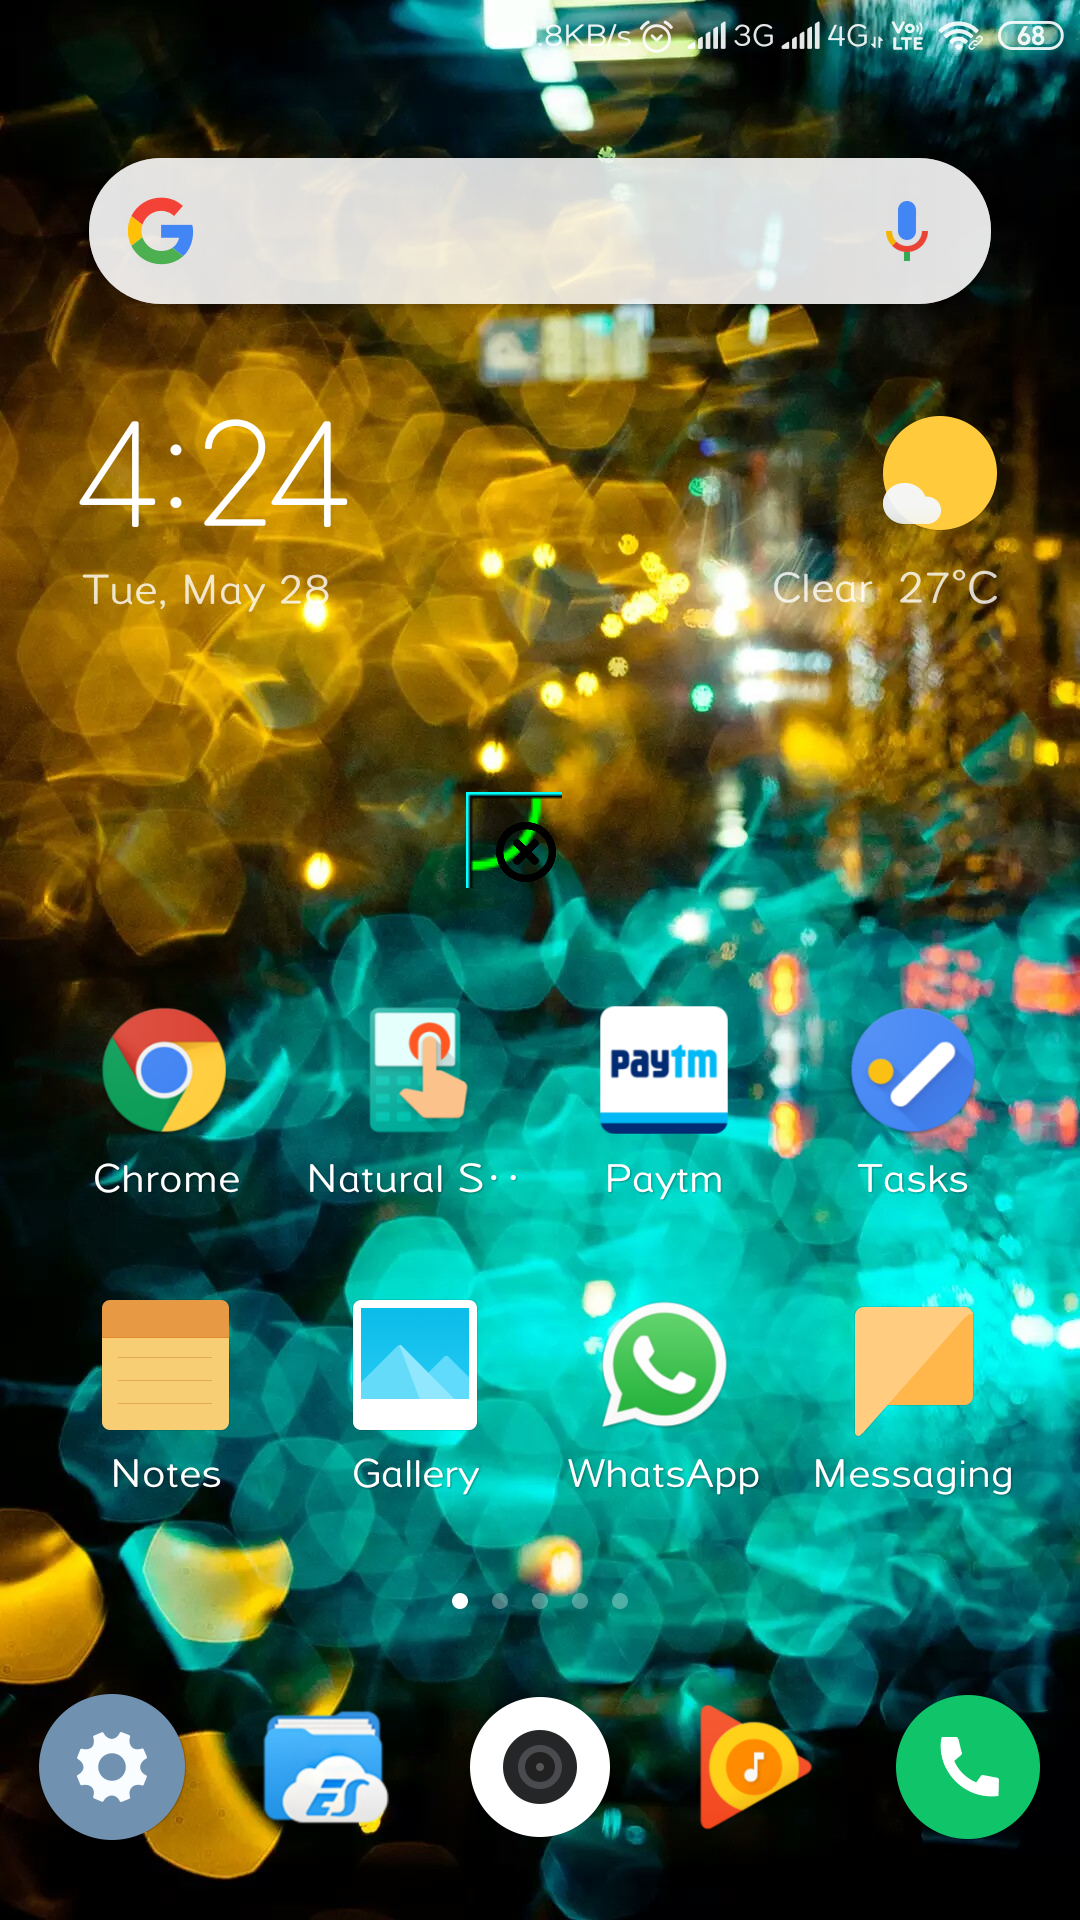 .8KB/s 3G 4G Vo)) LTE 68
4:24
Tue, May 28
Clear 27°C
paytm
Chrome Natural S·· Paytm Tasks
Notes Gallery WhatsApp Messaging
ES